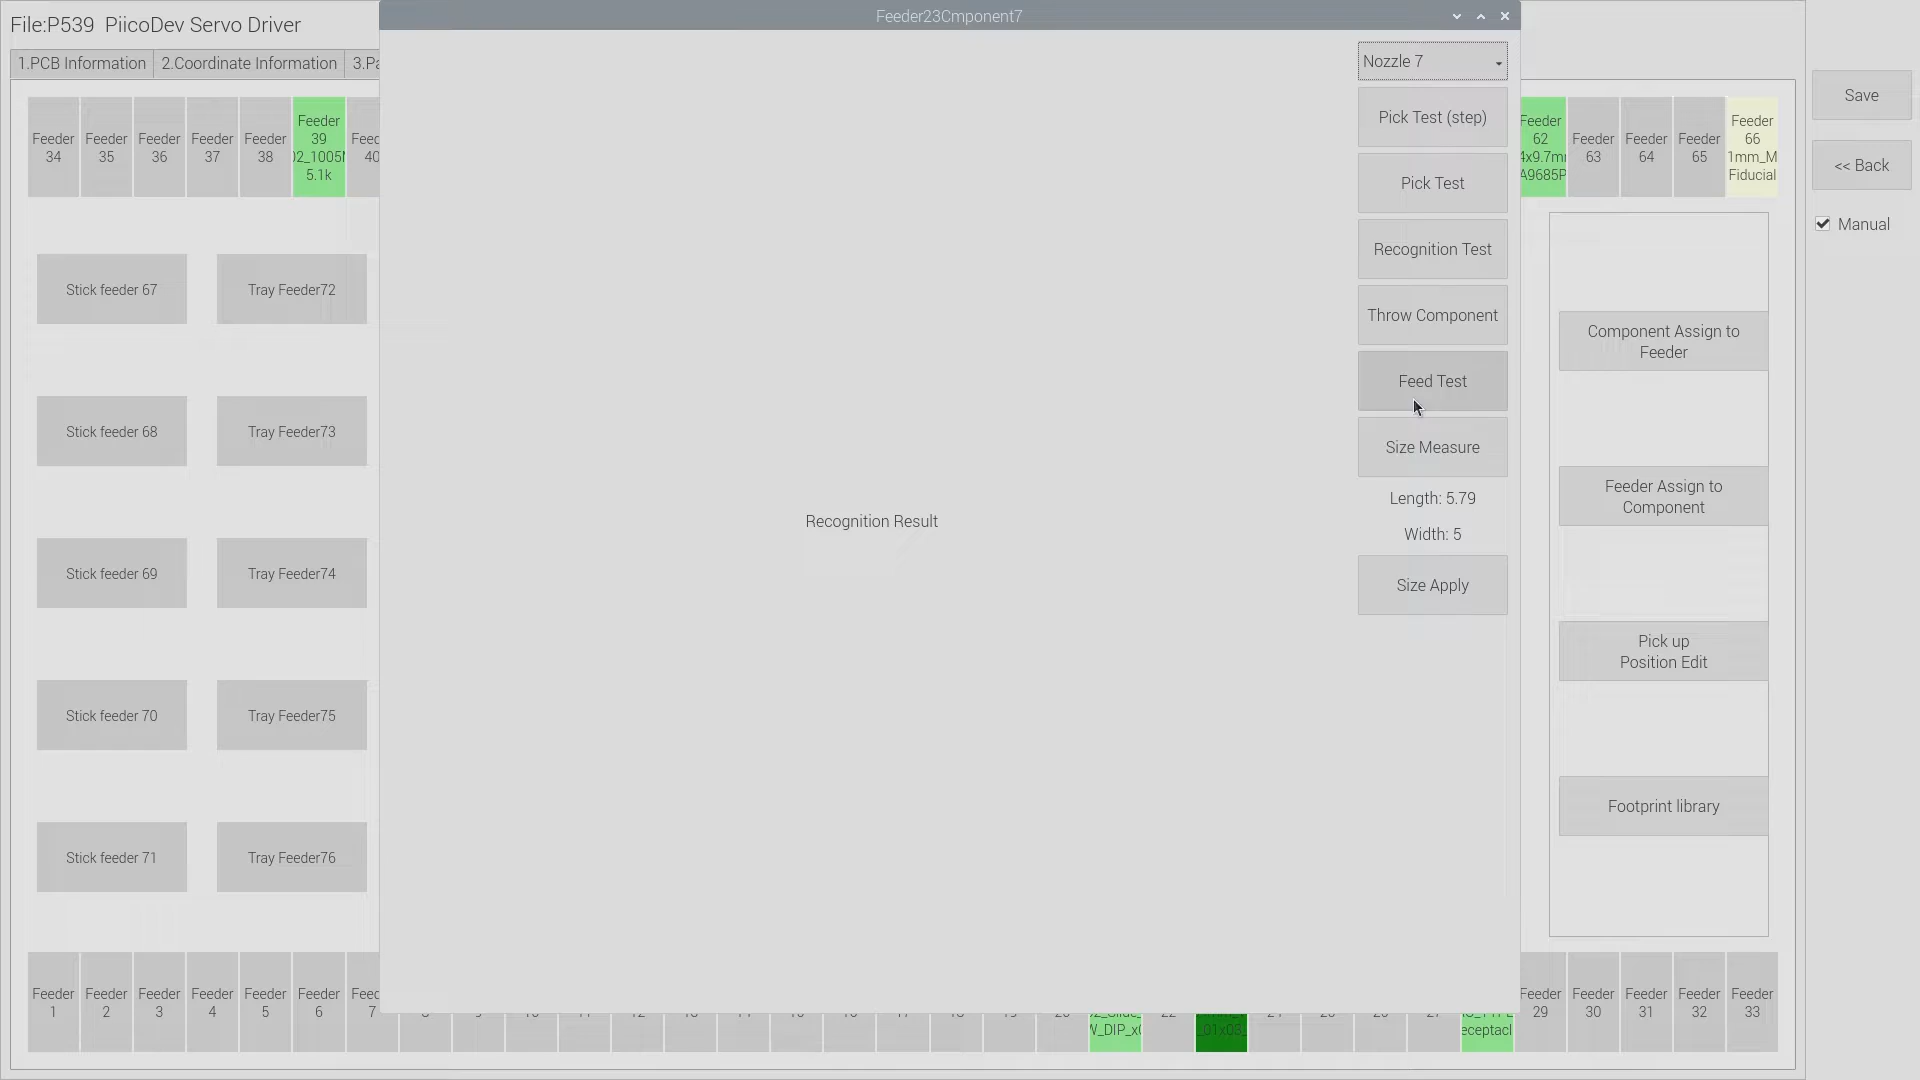 File:P539  PiicoDev Servo Driver
Feeder23Cmponent7
1.PCB Information
2.Coordinate Information
Nozzle 7
Save
<< Back
Manual
Feeder
34
Feeder
35
Feeder
36
Feeder
37
Feeder
38
Feeder
39
5.1k
40
Feeder
62
Feeder
63
Feeder
64
Feeder
65
Feeder
66
1mm_M
Fiducial
Pick Test (step)
Pick Test
Recognition Test
Throw Component
Feed Test
Size Measure
Length: 5.79
Width: 5
Size Apply
Recognition Result
Stick feeder 67
Tray Feeder72
Stick feeder 68
Tray Feeder73
Stick feeder 69
Tray Feeder74
Stick feeder 70
Tray Feeder75
Stick feeder 71
Tray Feeder76
Component Assign to
Feeder
Feeder Assign to
Component
Pick up
Position Edit
Footprint library
Feeder
1
Feeder
2
Feeder
3
Feeder
4
Feeder
5
Feeder
6
7
Feeder
29
Feeder
30
Feeder
31
Feeder
32
Feeder
33